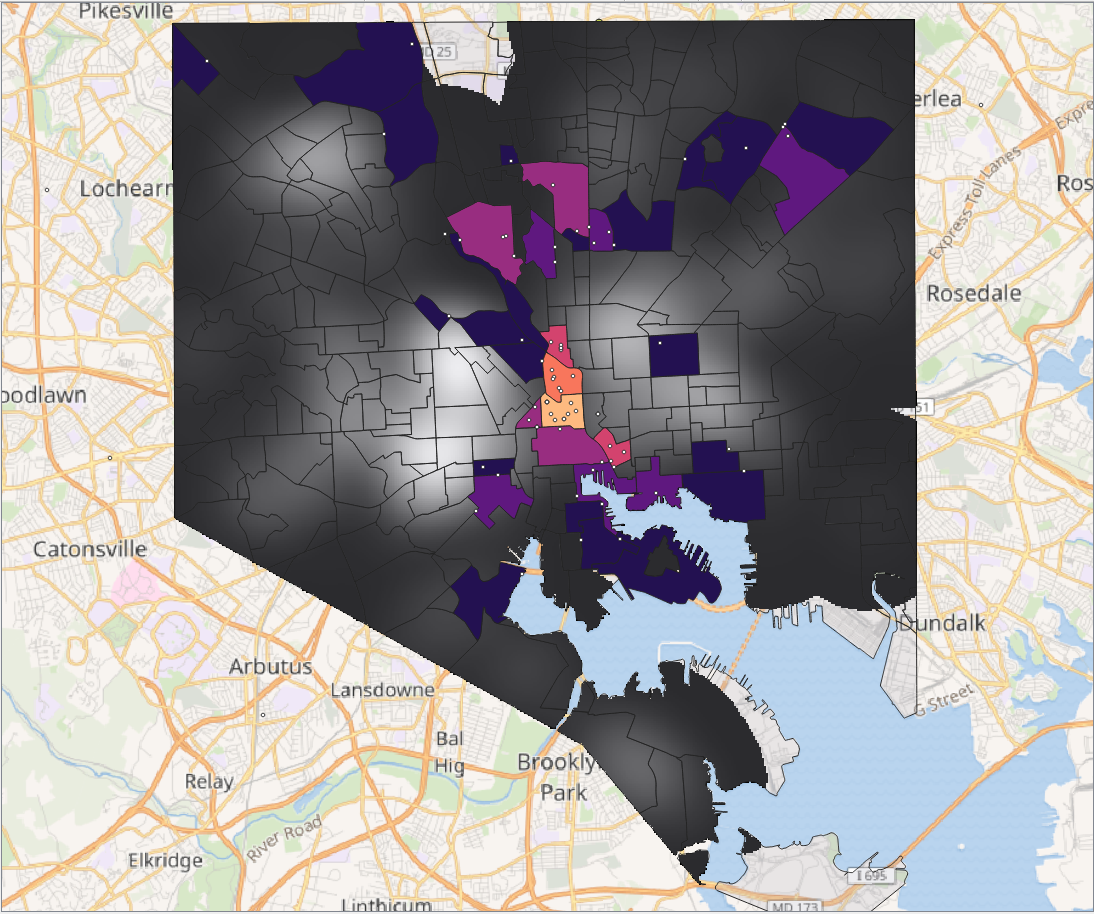 Pikesville
MD 25
erlea
Expre
Express Toll Lanes
Lochearn
Ros
Rosedale
oodlawn
51
Catonsville
Dundalk
Arbutus
Lansdowne
G Street
Bal
Hig
Brookly
Park
Relay
River Road
Elkridge
I 695
Linthicum
MD 173